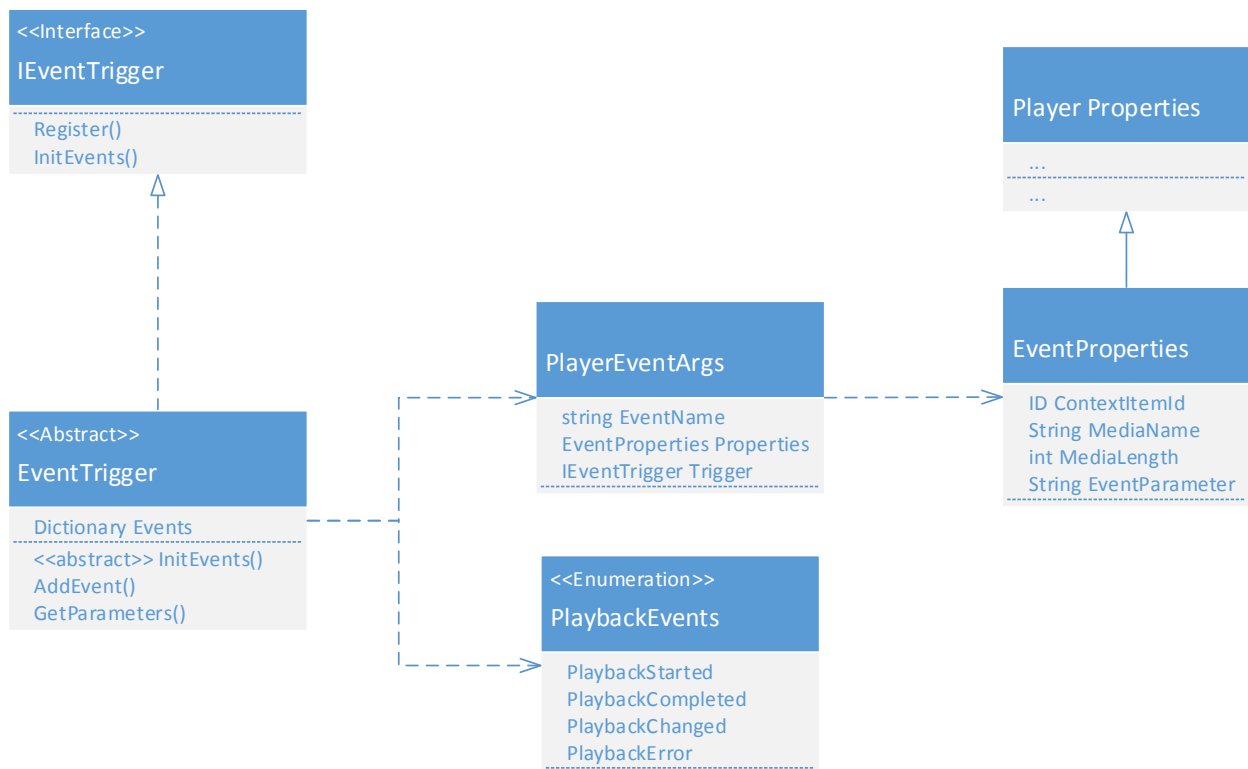 <<Interface>>
IEventTrigger
Register()
InitEvents()
Player Properties
...
...
EventProperties
ID ContextItemId
String MediaName
int MediaLength
String EventParameter
PlayerEventArgs
string EventName
EventProperties Properties
IEventTrigger Trigger
<<Abstract>>
EventTrigger
Dictionary Events
<<abstract>> InitEvents()
AddEvent()
GetParameters()
<<Enumeration>>
PlaybackEvents
PlaybackStarted
PlaybackCompleted
PlaybackChanged
PlaybackError